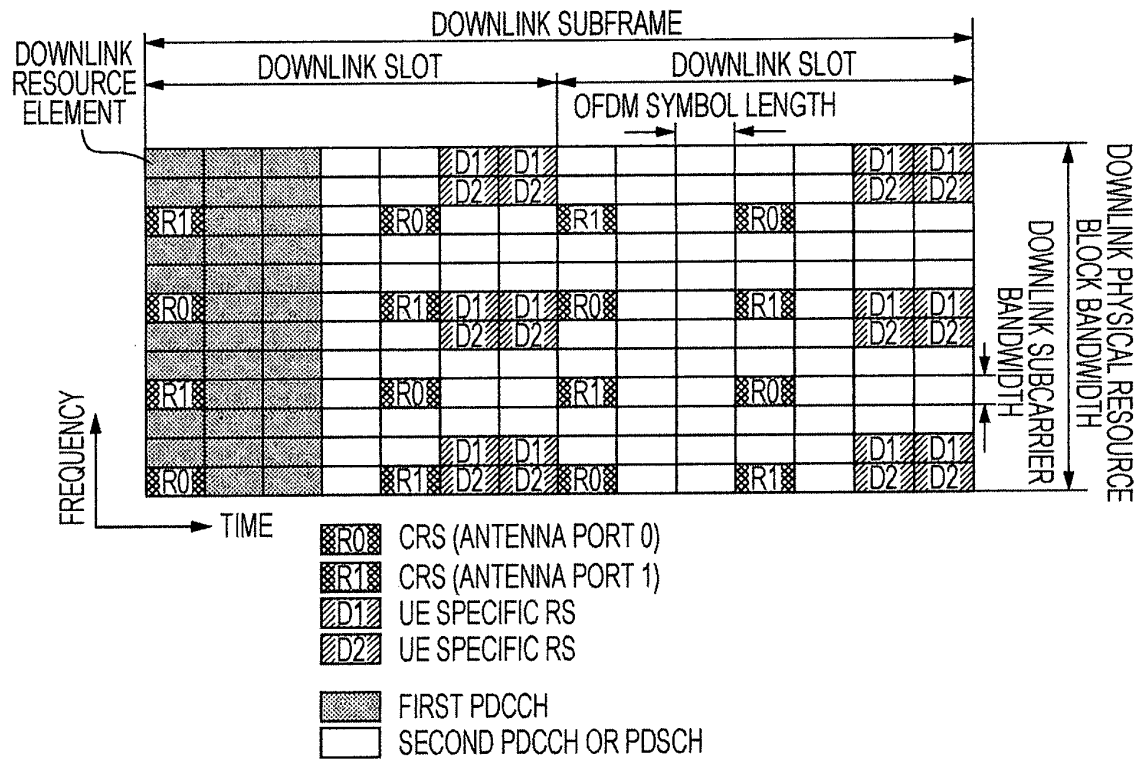 DOWNLINK SUBFRAME
DOWNLINK
RESOURCE
ELEMENT
DOWNLINK SLOT
DOWNLINK SLOT
OFDM SYMBOL LENGTH
D1 D1 D1 D1
D2 D2 D2 D2
R1 R0 R1 R0
R0 R1 D1 D1 R0 R1 D1 D1
D2 D2 D2 D2
R1 R0 R1 R0
D1 D1 D1 D1
R0 R1 D2 D2 R0 R1 D2 D2
DOWNLINK SUBCARRIER
BANDWIDTH
DOWNLINK PHYSICAL RESOURCE
BLOCK BANDWIDTH
FREQUENCY
TIME
R0 CRS (ANTENNA PORT 0)
R1 CRS (ANTENNA PORT 1)
D1 UE SPECIFIC RS
D2 UE SPECIFIC RS
FIRST PDCCH
SECOND PDCCH OR PDSCH